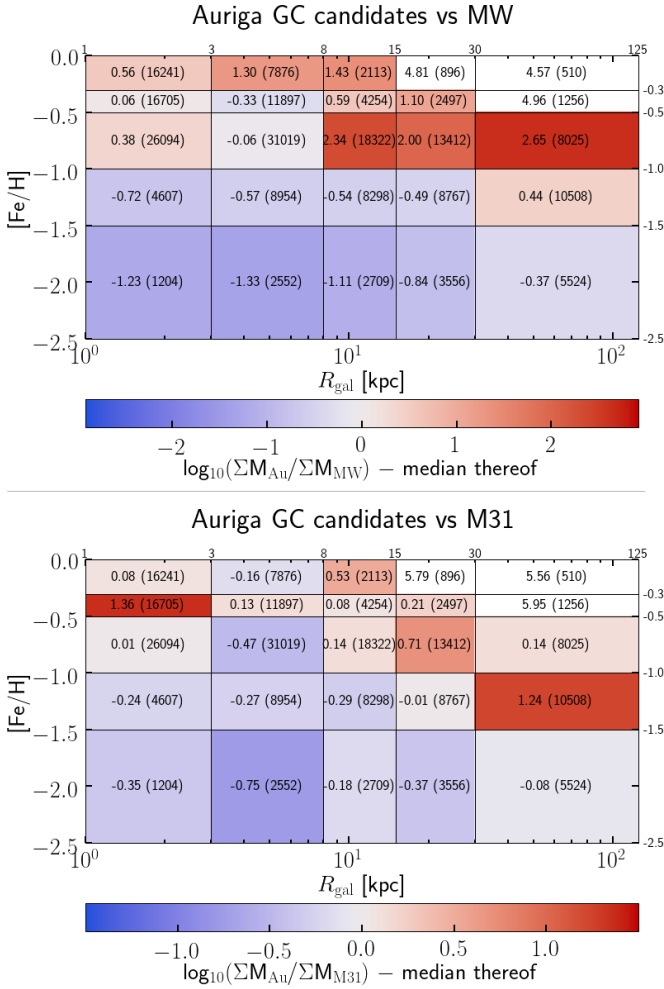 Auriga GC candidates vs MW
1 3 8 15 30 125
0.0 0.56 (16241) 1.30 (7876) 1.43 (2113) 4.81 (896) 4.57 (510)
-0.3
0.06 (16705) -0.33 (11897) 0.59 (4254) 1.10 (2497) 4.96 (1256)
−0.5 -0.5
0.38 (26094) -0.06 (31019) 2.34 (18322) 2.00 (13412) 2.65 (8025)
−1.0 -1.0
-0.72 (4607) -0.57 (8954) -0.54 (8298) -0.49 (8767) 0.44 (10508)
−1.5 -1.5
-1.23 (1204) -1.33 (2552) -1.11 (2709) -0.84 (3556) -0.37 (5524)
−2.0
−2.5 -2.5
[Fe/H]
10⁰ 10¹ 10²
R_gal [kpc]
−2 −1 0 1 2
log₁₀(ΣM_Au/ΣM_MW) − median thereof
Auriga GC candidates vs M31
1 3 8 15 30 125
0.0 0.08 (16241) -0.16 (7876) 0.53 (2113) 5.79 (896) 5.56 (510)
-0.3
1.36 (16705) 0.13 (11897) 0.08 (4254) 0.21 (2497) 5.95 (1256)
−0.5 -0.5
0.01 (26094) -0.47 (31019) 0.14 (18322) 0.71 (13412) 0.14 (8025)
−1.0 -1.0
-0.24 (4607) -0.27 (8954) -0.29 (8298) -0.01 (8767) 1.24 (10508)
−1.5 -1.5
-0.35 (1204) -0.75 (2552) -0.18 (2709) -0.37 (3556) -0.08 (5524)
−2.0
−2.5 -2.5
[Fe/H]
10⁰ 10¹ 10²
R_gal [kpc]
−1.0 −0.5 0.0 0.5 1.0
log₁₀(ΣM_Au/ΣM_M31) − median thereof